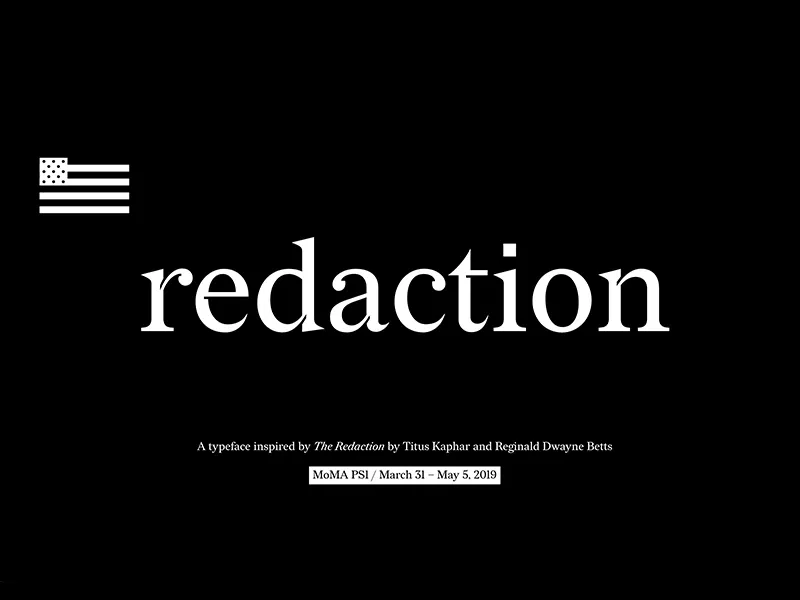 redaction
A typeface inspired by The Redaction by Titus Kaphar and Reginald Dwayne Betts
MoMA PS1 / March 31 – May 5, 2019